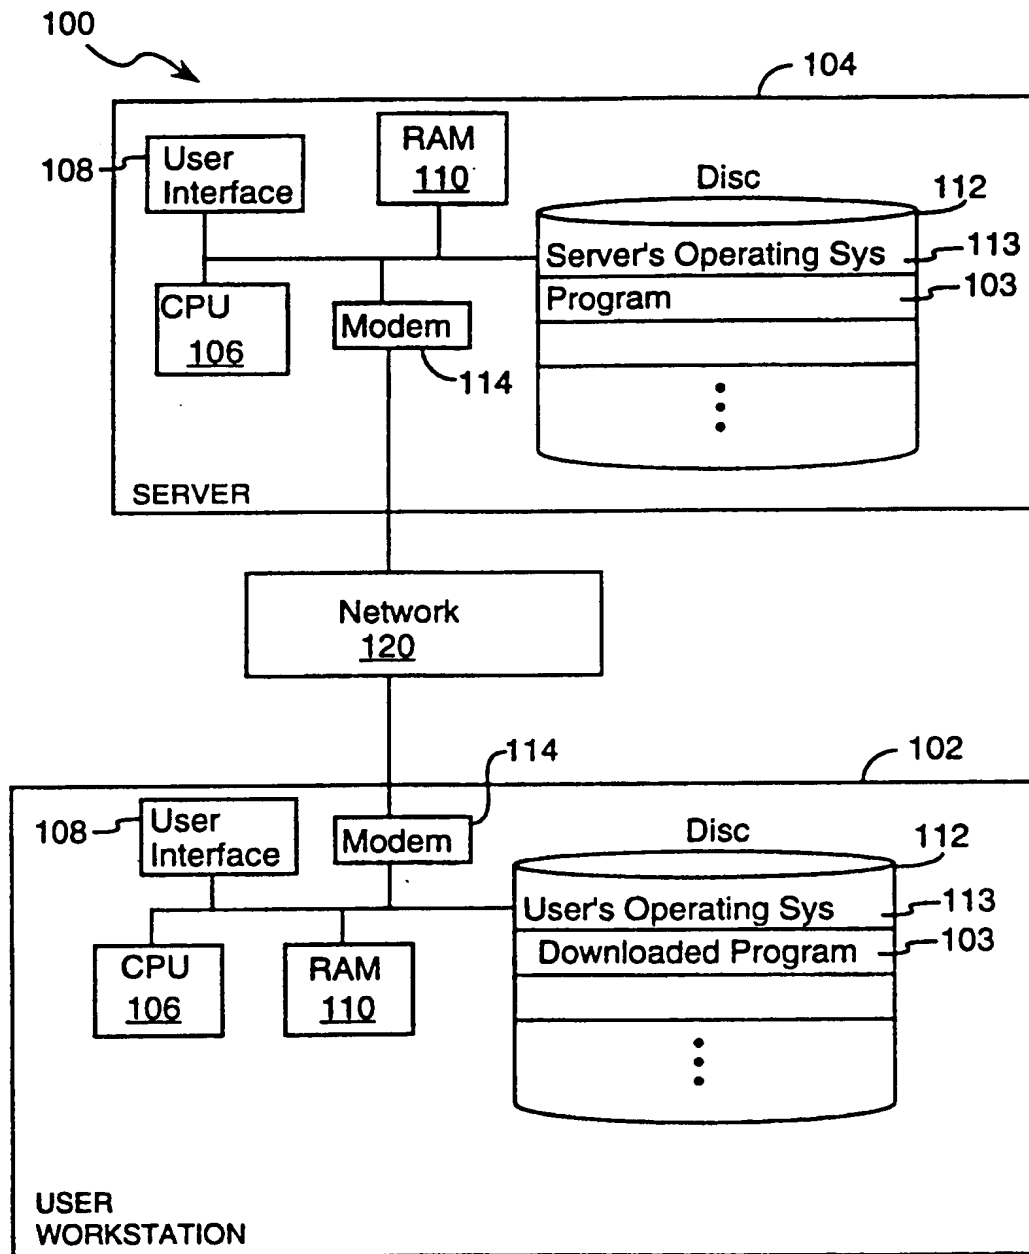 100
104
108
User
Interface
RAM
110
Disc
112
Server's Operating Sys
113
Program
103
CPU
106
Modem
114
SERVER
Network
120
114
102
108
User
Interface
Modem
Disc
112
User's Operating Sys
113
Downloaded Program
103
CPU
106
RAM
110
USER
WORKSTATION